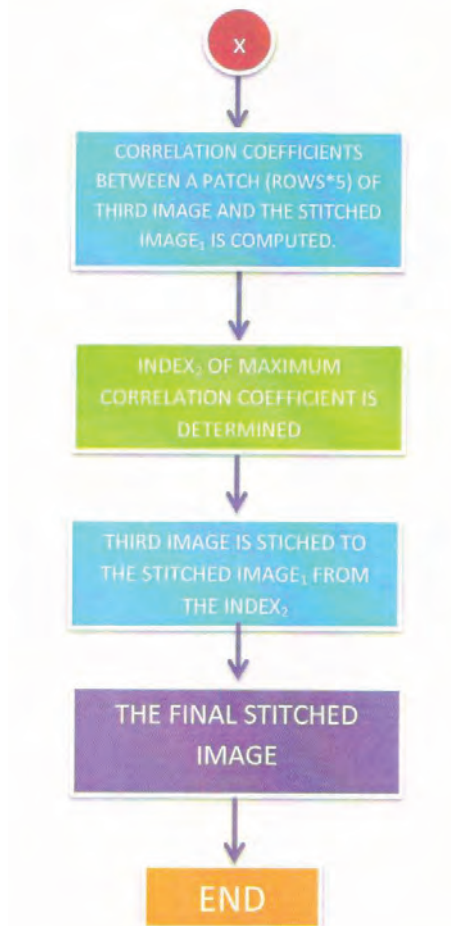 X
CORRELATION COEFFICIENTS
BETWEEN A PATCH (ROWS*5) OF
THIRD IMAGE AND THE STITCHED
IMAGE₁ IS COMPUTED.
INDEX₂ OF MAXIMUM
CORRELATION COEFFICIENT IS
DETERMINED
THIRD IMAGE IS STICHED TO
THE STITCHED IMAGE₁ FROM
THE INDEX₂
THE FINAL STITCHED
IMAGE
END